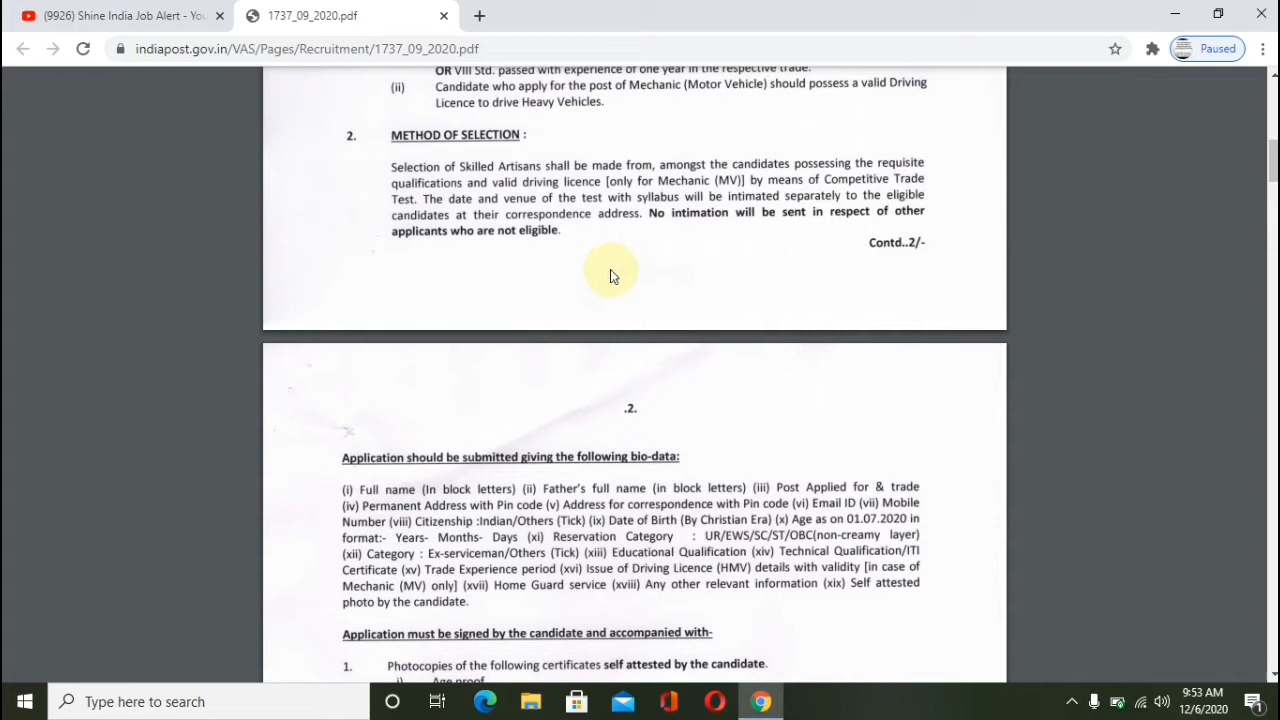 (9926) Shine India Job Alert - You
1737_09_2020.pdf
indiapost.gov.in/VAS/Pages/Recruitment/1737_09_2020.pdf
Paused
OR VIII Std. passed with experience of one year in the respective trade.
(ii) Candidate who apply for the post of Mechanic (Motor Vehicle) should possess a valid Driving
Licence to drive Heavy Vehicles.
2. METHOD OF SELECTION :
Selection of Skilled Artisans shall be made from, amongst the candidates possessing the requisite
qualifications and valid driving licence [only for Mechanic (MV)] by means of Competitive Trade
Test. The date and venue of the test with syllabus will be intimated separately to the eligible
candidates at their correspondence address. No intimation will be sent in respect of other
applicants who are not eligible.
Contd..2/-
.2.
Application should be submitted giving the following bio-data:
(i) Full name (In block letters) (ii) Father's full name (in block letters) (iii) Post Applied for & trade
(iv) Permanent Address with Pin code (v) Address for correspondence with Pin code (vi) Email ID (vii) Mobile
Number (viii) Citizenship :Indian/Others (Tick) (ix) Date of Birth (By Christian Era) (x) Age as on 01.07.2020 in
format:- Years- Months- Days (xi) Reservation Category : UR/EWS/SC/ST/OBC(non-creamy layer)
(xii) Category : Ex-serviceman/Others (Tick) (xiii) Educational Qualification (xiv) Technical Qualification/ITI
Certificate (xv) Trade Experience period (xvi) Issue of Driving Licence (HMV) details with validity [in case of
Mechanic (MV) only] (xvii) Home Guard service (xviii) Any other relevant information (xix) Self attested
photo by the candidate.
Application must be signed by the candidate and accompanied with-
1. Photocopies of the following certificates self attested by the candidate.
i) Age proof
Type here to search
9:53 AM
12/6/2020
1